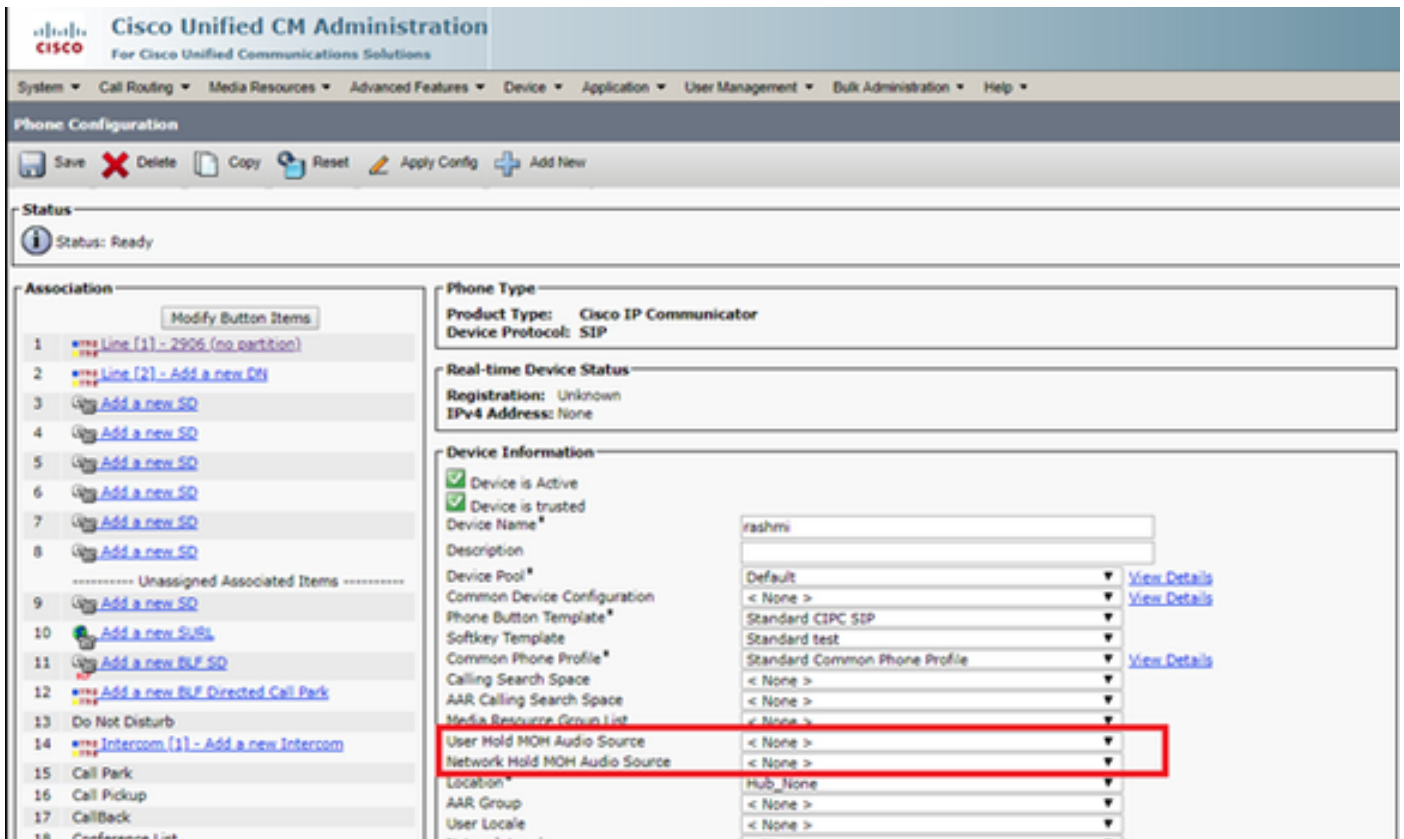 Cisco Unified CM Administration
CISCO
For Cisco Unified Communications Solutions
System Call Routing Media Resources Advanced Features Device Application User Management Bulk Administration Help
Phone Configuration
Save Delete Copy Reset Apply Config Add New
Status
Status: Ready
Association
Modify Button Items
1 Line [1] - 2906 (no partition)
2 Line [2] - Add a new DN
3 Add a new SD
4 Add a new SD
5 Add a new SD
6 Add a new SD
7 Add a new SD
8 Add a new SD
---------- Unassigned Associated Items ----------
9 Add a new SD
10 Add a new SURL
11 Add a new BLF SD
12 Add a new BLF Directed Call Park
13 Do Not Disturb
14 Intercom [1] - Add a new Intercom
15 Call Park
16 Call Pickup
17 CallBack
18 Conference List
Phone Type
Product Type: Cisco IP Communicator
Device Protocol: SIP
Real-time Device Status
Registration: Unknown
IPv4 Address: None
Device Information
Device is Active
Device is trusted
Device Name* rashmi
Description
Device Pool* Default View Details
Common Device Configuration < None > View Details
Phone Button Template* Standard CIPC SIP
Softkey Template Standard test
Common Phone Profile* Standard Common Phone Profile View Details
Calling Search Space < None >
AAR Calling Search Space < None >
Media Resource Group List < None >
User Hold MOH Audio Source < None >
Network Hold MOH Audio Source < None >
Location* Hub_None
AAR Group < None >
User Locale < None >